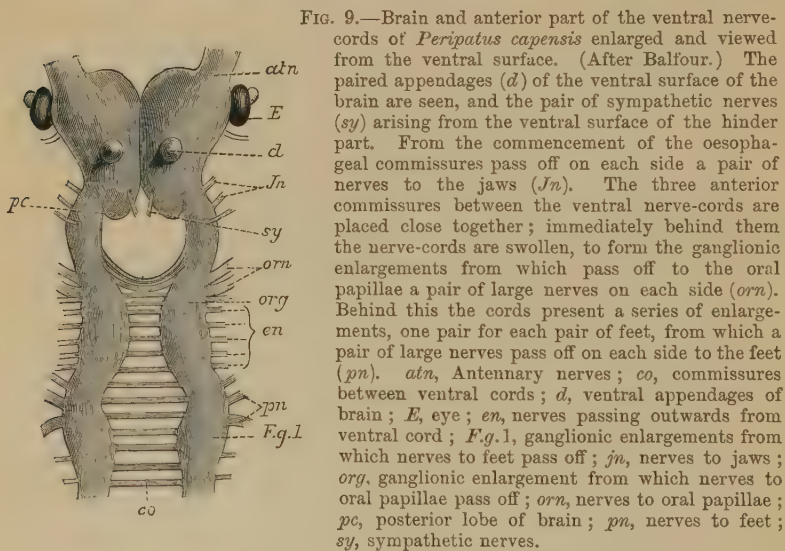 FIG. 9.—Brain and anterior part of the ventral nerve-
cords of Peripatus capensis enlarged and viewed
from the ventral surface. (After Balfour.) The
paired appendages (d) of the ventral surface of the
brain are seen, and the pair of sympathetic nerves
(sy) arising from the ventral surface of the hinder
part. From the commencement of the oesopha-
geal commissures pass off on each side a pair of
nerves to the jaws (Jn). The three anterior
commissures between the ventral nerve-cords are
placed close together; immediately behind them
the nerve-cords are swollen, to form the ganglionic
enlargements from which pass off to the oral
papillae a pair of large nerves on each side (orn).
Behind this the cords present a series of enlarge-
ments, one pair for each pair of feet, from which a
pair of large nerves pass off on each side to the feet
(pn). atn, Antennary nerves; co, commissures
between ventral cords; d, ventral appendages of
brain; E, eye; en, nerves passing outwards from
ventral cord; F.g.1, ganglionic enlargements from
which nerves to feet pass off; jn, nerves to jaws;
org, ganglionic enlargement from which nerves to
oral papillae pass off; orn, nerves to oral papillae;
pc, posterior lobe of brain; pn, nerves to feet;
sy, sympathetic nerves.
atn
E
d
Jn
pc
sy
orn
org
en
pn
F.g.1
co